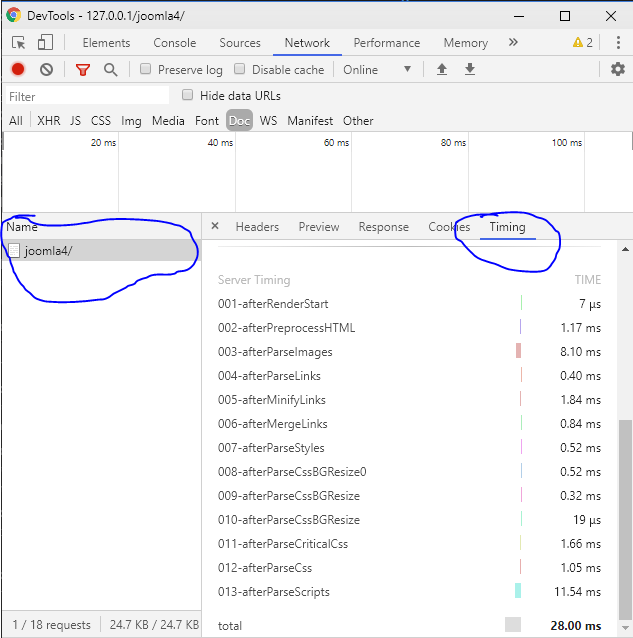 DevTools - 127.0.0.1/joomla4/
Elements Console Sources Network Performance Memory » 2
Preserve log Disable cache Online
Filter Hide data URLs
All XHR JS CSS Img Media Font Doc WS Manifest Other
20 ms 40 ms 60 ms 80 ms 100 ms
Name × Headers Preview Response Cookies Timing
joomla4/
Server Timing TIME
001-afterRenderStart 7 µs
002-afterPreprocessHTML 1.17 ms
003-afterParseImages 8.10 ms
004-afterParseLinks 0.40 ms
005-afterMinifyLinks 1.84 ms
006-afterMergeLinks 0.84 ms
007-afterParseStyles 0.52 ms
008-afterParseCssBGResize0 0.52 ms
009-afterParseCssBGResize 0.32 ms
010-afterParseCssBGResize 19 µs
011-afterParseCriticalCss 1.66 ms
012-afterParseCss 1.05 ms
013-afterParseScripts 11.54 ms
total 28.00 ms
1 / 18 requests 24.7 KB / 24.7 KB